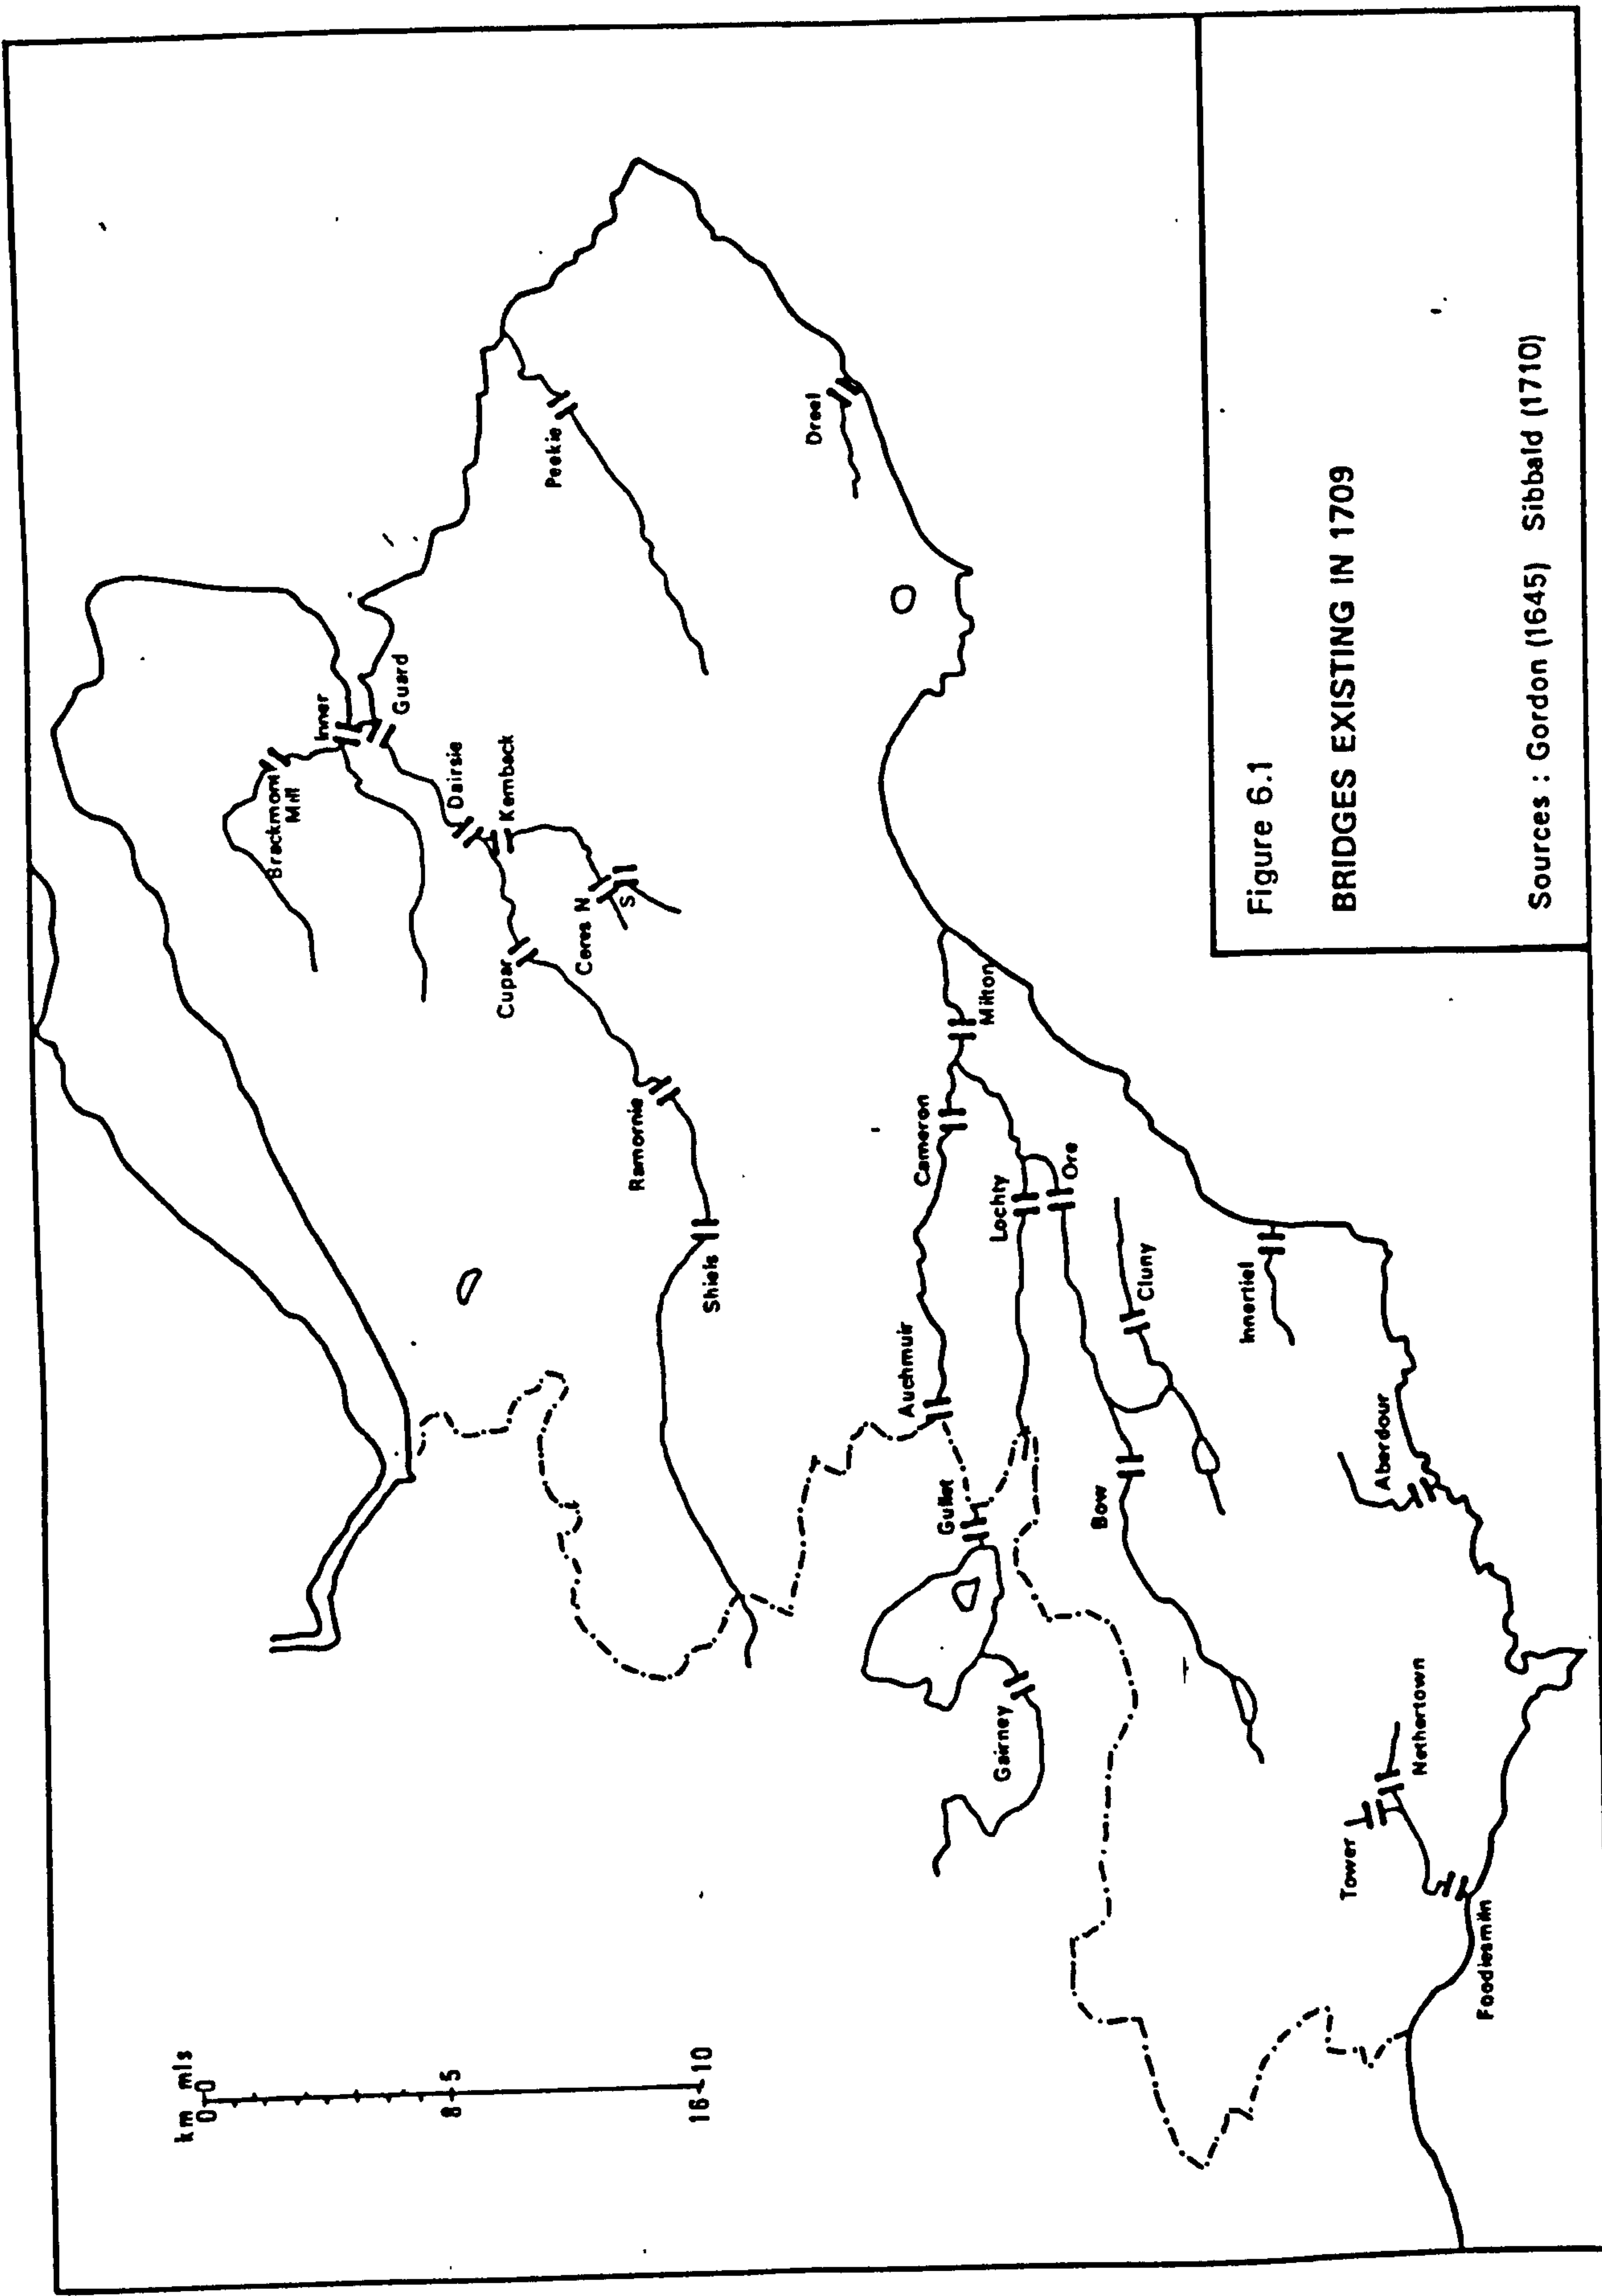 km mls
0 0
8 5
16 10
Brackmont
Mill
Inner
Guard
Dairsie
Kemback
Cupar
Ceres N
S
Peekie
Ramornie
Shiels
Dreel
Auchmuir
Cameron
Milton
Gullet
Lochty
Ore
Gairney
Bow
Cluny
Innertiel
Aberdour
Tower
Nethertown
Foodiesmiln
Figure 6.1
BRIDGES EXISTING IN 1709
Sources : Gordon (1645) Sibbald (1710)